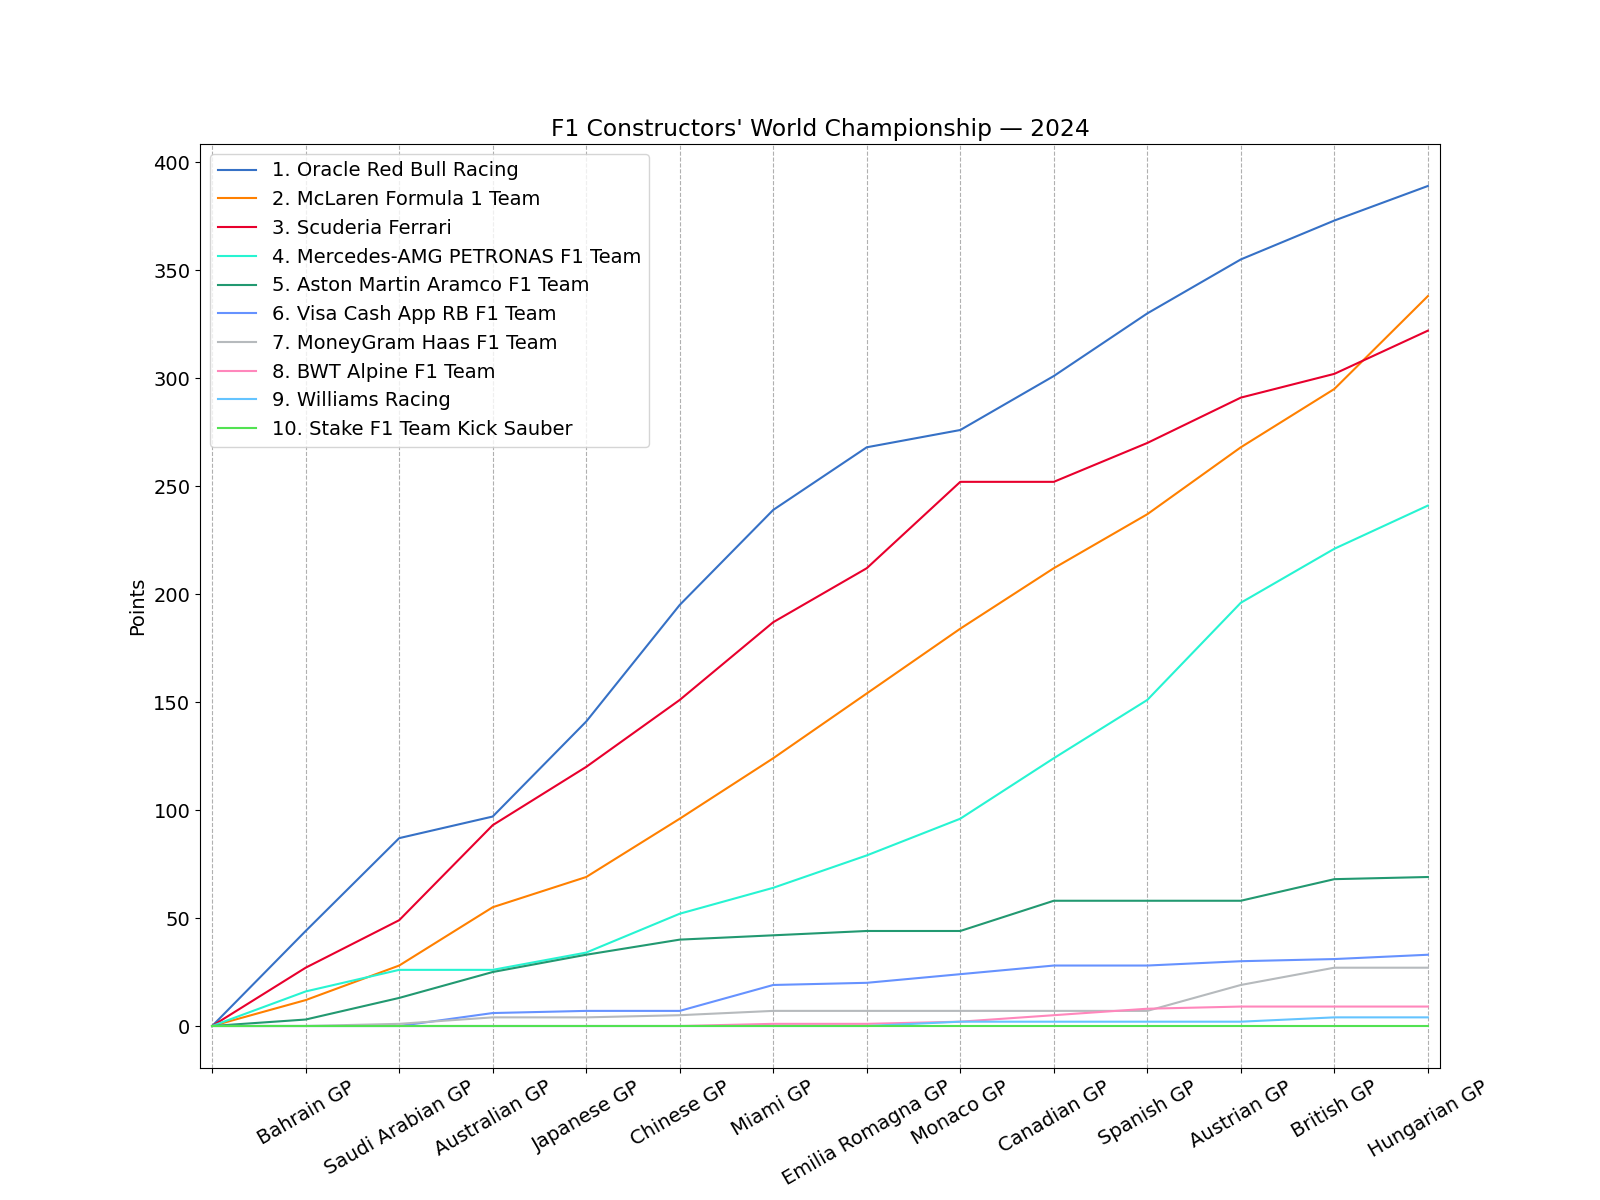 F1 Constructors' World Championship — 2024
400
350
300
250
200
150
100
50
0
Points
1. Oracle Red Bull Racing
2. McLaren Formula 1 Team
3. Scuderia Ferrari
4. Mercedes-AMG PETRONAS F1 Team
5. Aston Martin Aramco F1 Team
6. Visa Cash App RB F1 Team
7. MoneyGram Haas F1 Team
8. BWT Alpine F1 Team
9. Williams Racing
10. Stake F1 Team Kick Sauber
Bahrain GP
Saudi Arabian GP
Australian GP
Japanese GP
Chinese GP
Miami GP
Emilia Romagna GP
Monaco GP
Canadian GP
Spanish GP
Austrian GP
British GP
Hungarian GP